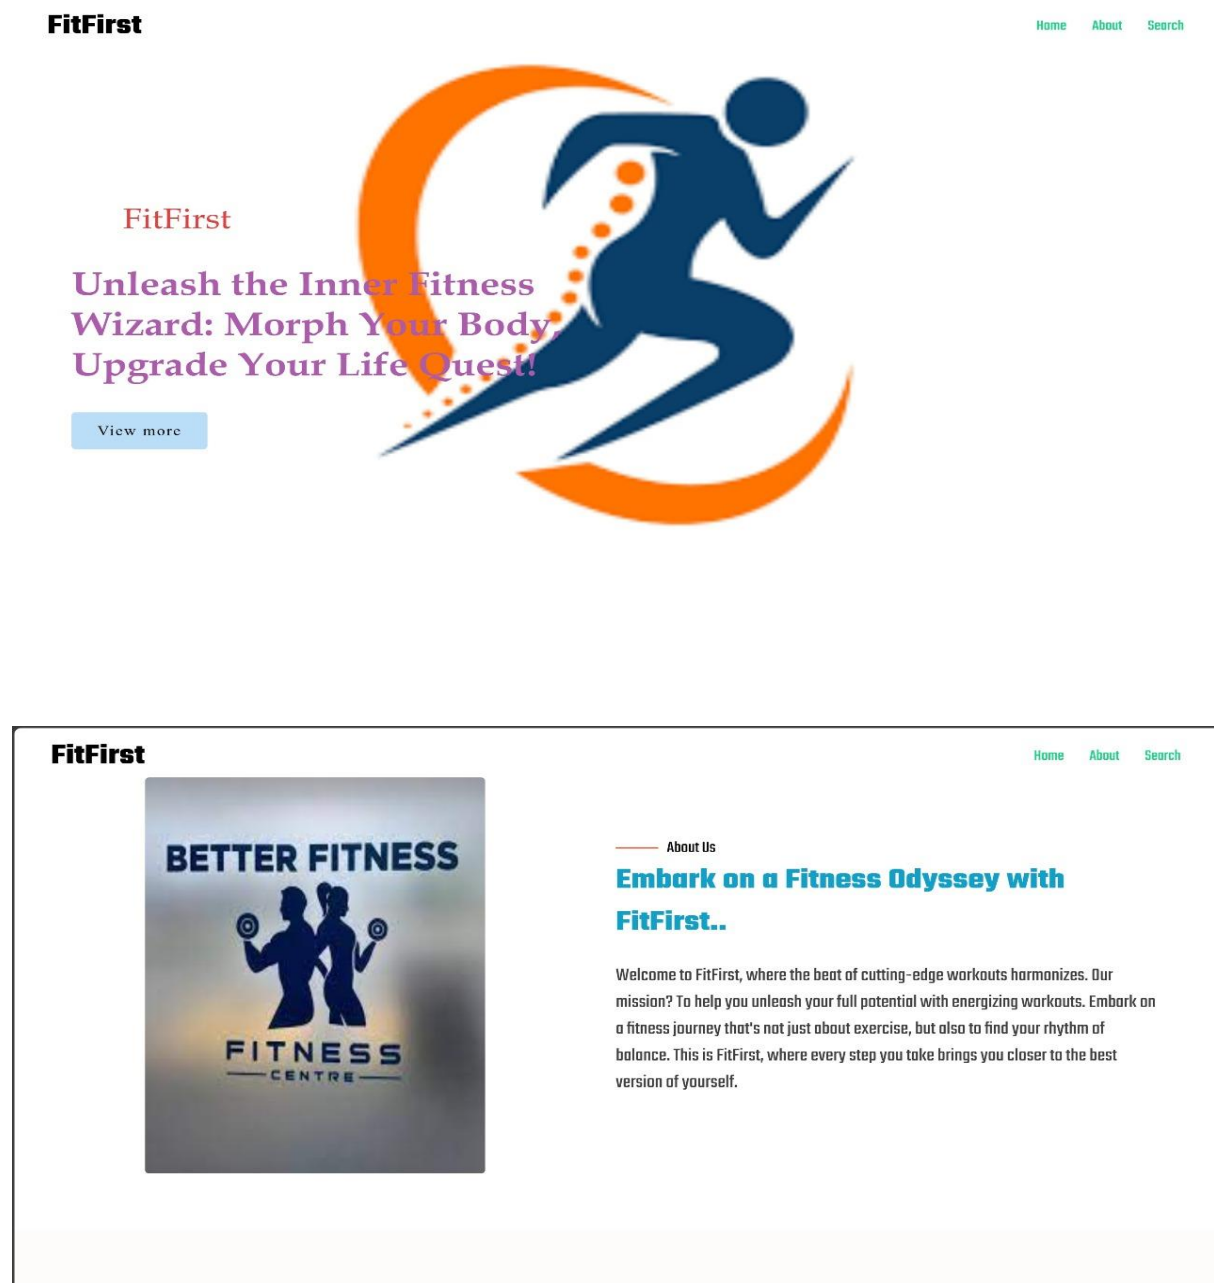 FitFirst
Home About Search
FitFirst
Unleash the Inner Fitness
Wizard: Morph Your Body,
Upgrade Your Life Quest!
View more
FitFirst
Home About Search
BETTER FITNESS
FITNESS
CENTRE
About Us
Embark on a Fitness Odyssey with
FitFirst..
Welcome to FitFirst, where the beat of cutting-edge workouts harmonizes. Our
mission? To help you unleash your full potential with energizing workouts. Embark on
a fitness journey that's not just about exercise, but also to find your rhythm of
balance. This is FitFirst, where every step you take brings you closer to the best
version of yourself.